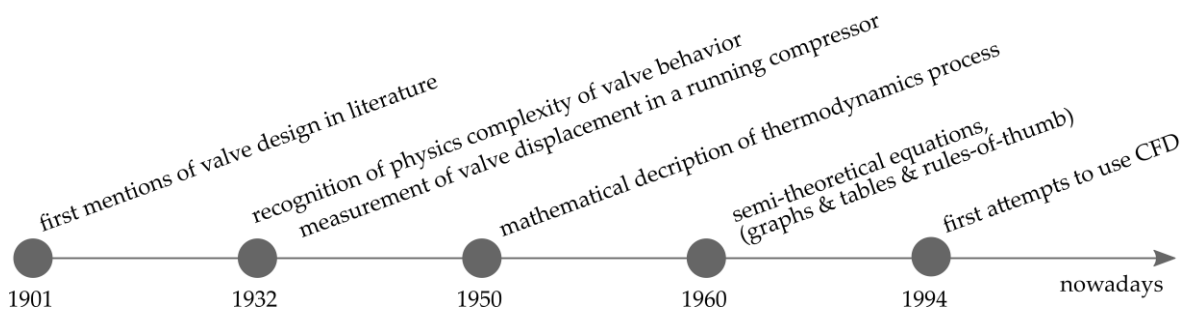 first mentions of valve design in literature
recognition of physics complexity of valve behavior
measurement of valve displacement in a running compressor
mathematical decription of thermodynamics process
semi-theoretical equations,
(graphs & tables & rules-of-thumb)
first attempts to use CFD
1901
1932
1950
1960
1994
nowadays